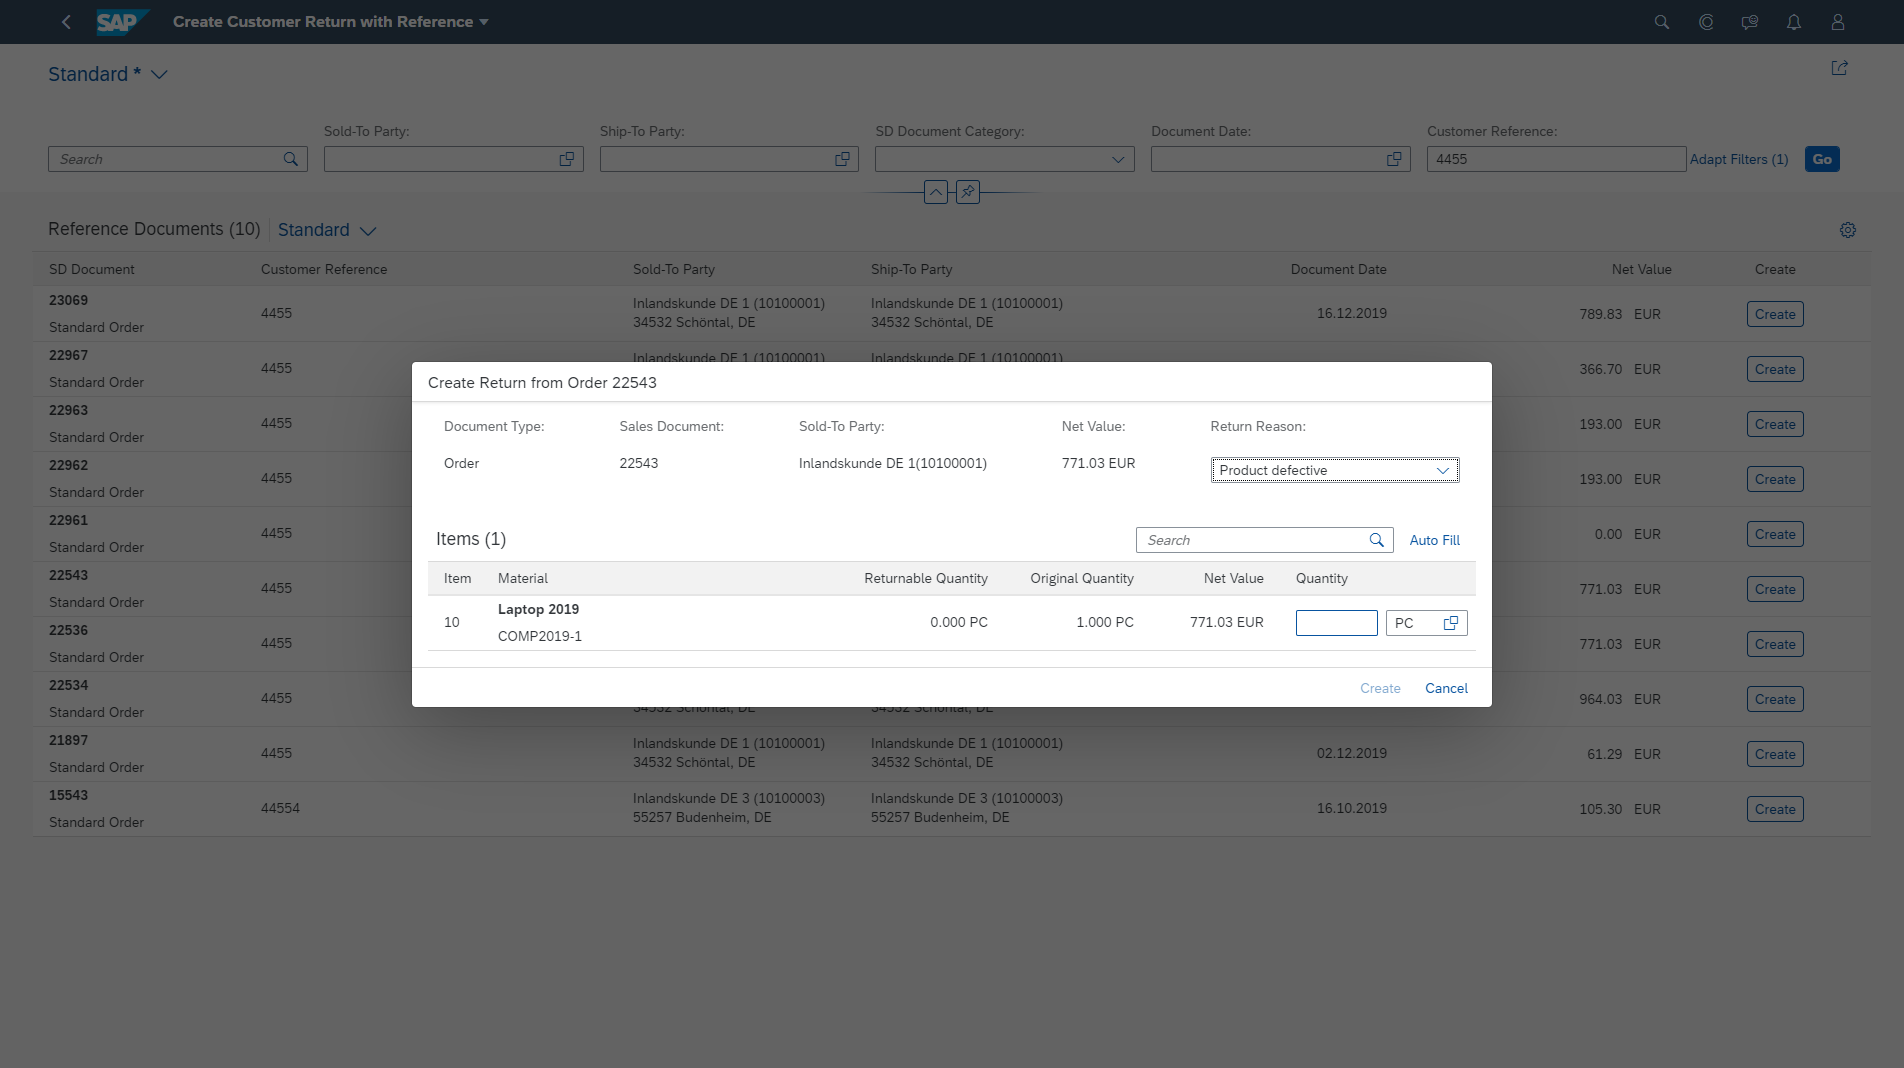 SAP Create Customer Return with Reference
Standard *
Sold-To Party: Ship-To Party: SD Document Category: Document Date: Customer Reference:
Search 4455 Adapt Filters (1) Go
Reference Documents (10) Standard
SD Document Customer Reference Sold-To Party Ship-To Party Document Date Net Value Create
23069
Standard Order
4455
Inlandskunde DE 1 (10100001)
34532 Schöntal, DE
Inlandskunde DE 1 (10100001)
34532 Schöntal, DE
16.12.2019
789.83 EUR
Create
22967
Standard Order
4455
Inlandskunde DE 1 (10100001)
Inlandskunde DE 1 (10100001)
366.70 EUR
Create
22963
Standard Order
4455
193.00 EUR
Create
22962
Standard Order
4455
193.00 EUR
Create
22961
Standard Order
4455
0.00 EUR
Create
22543
Standard Order
4455
771.03 EUR
Create
22536
Standard Order
4455
771.03 EUR
Create
22534
Standard Order
4455
34532 Schöntal, DE
34532 Schöntal, DE
964.03 EUR
Create
21897
Standard Order
4455
Inlandskunde DE 1 (10100001)
34532 Schöntal, DE
Inlandskunde DE 1 (10100001)
34532 Schöntal, DE
02.12.2019
61.29 EUR
Create
15543
Standard Order
44554
Inlandskunde DE 3 (10100003)
55257 Budenheim, DE
Inlandskunde DE 3 (10100003)
55257 Budenheim, DE
16.10.2019
105.30 EUR
Create
Create Return from Order 22543
Document Type: Sales Document: Sold-To Party: Net Value: Return Reason:
Order 22543 Inlandskunde DE 1(10100001) 771.03 EUR Product defective
Items (1) Search Auto Fill
Item Material Returnable Quantity Original Quantity Net Value Quantity
10
Laptop 2019
COMP2019-1
0.000 PC 1.000 PC 771.03 EUR PC
Create Cancel